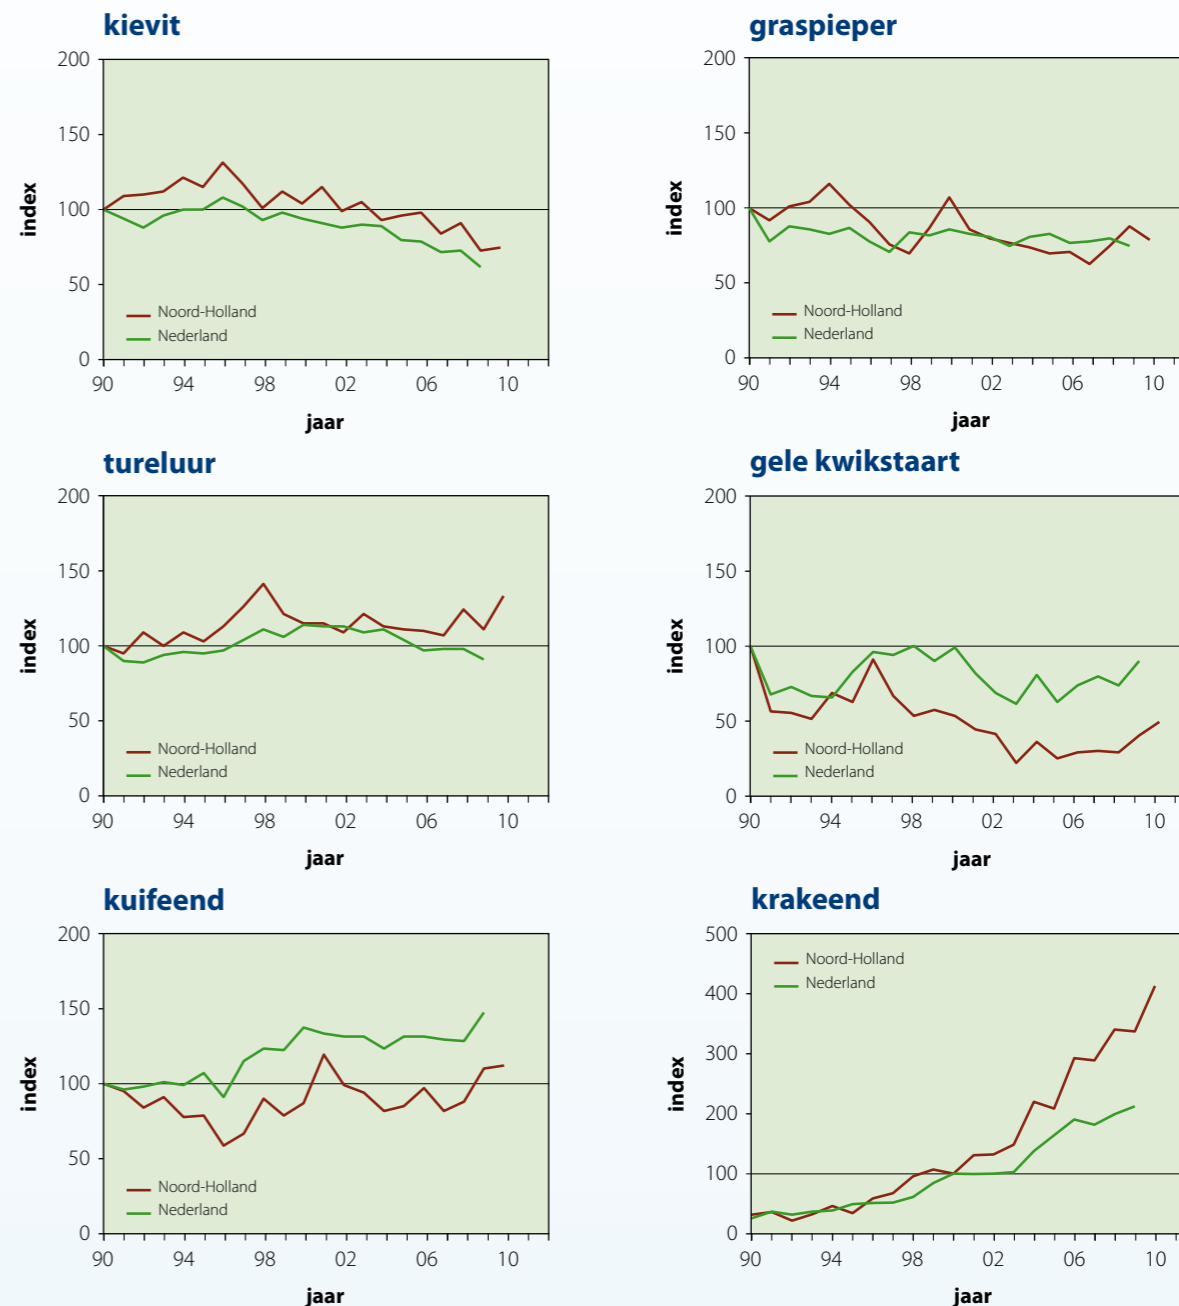 kievit
200
150
100
50
0
index
Noord-Holland
Nederland
90 94 98 02 06 10
jaar
graspieper
200
150
100
50
0
index
Noord-Holland
Nederland
90 94 98 02 06 10
jaar
tureluur
200
150
100
50
0
index
Noord-Holland
Nederland
90 94 98 02 06 10
jaar
gele kwikstaart
200
150
100
50
0
index
Noord-Holland
Nederland
90 94 98 02 06 10
jaar
kuifeend
200
150
100
50
0
index
Noord-Holland
Nederland
90 94 98 02 06 10
jaar
krakeend
500
400
300
200
100
0
index
Noord-Holland
Nederland
90 94 98 02 06 10
jaar